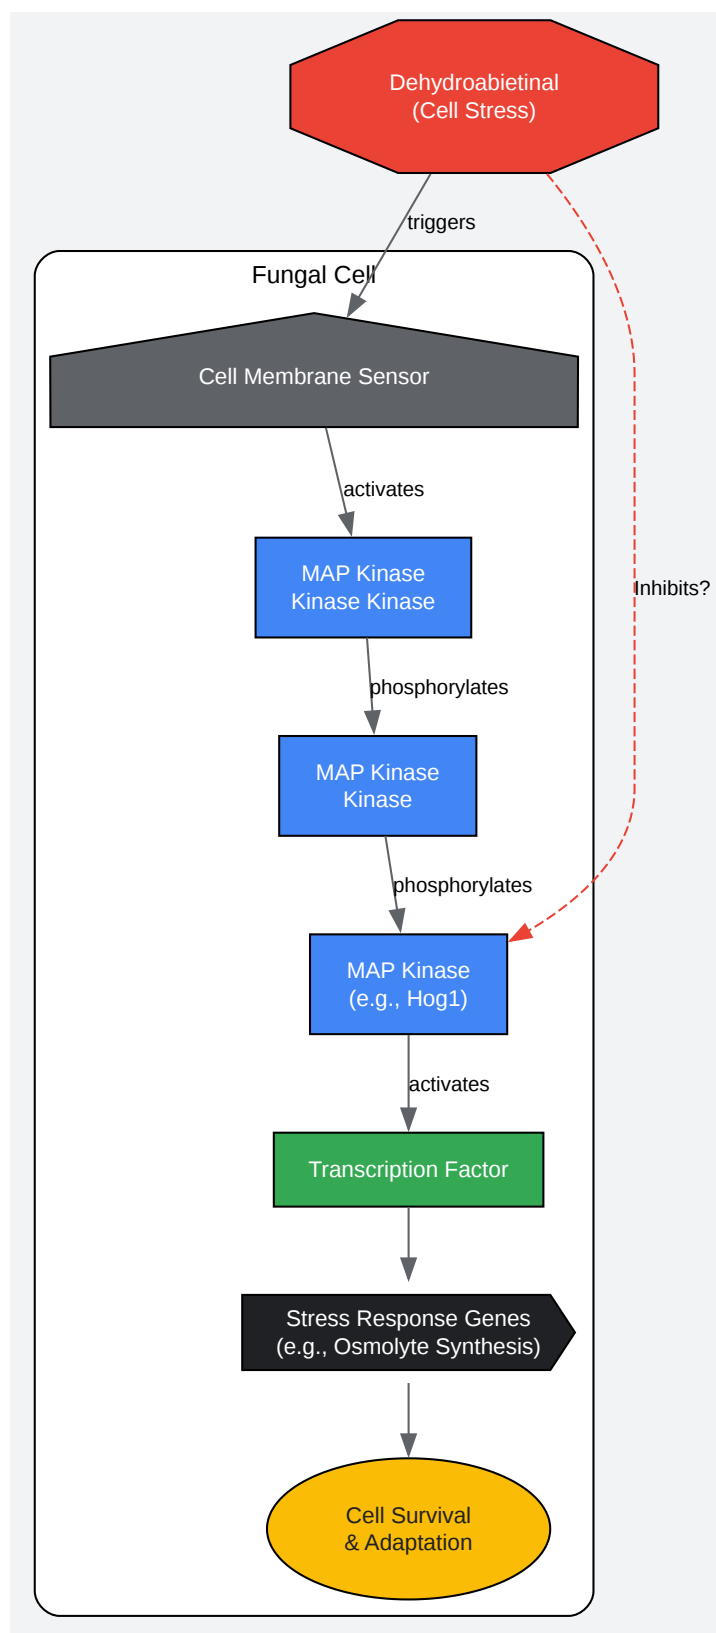 Dehydroabietinal
(Cell Stress)
triggers
Fungal Cell
Cell Membrane Sensor
activates
MAP Kinase
Kinase Kinase
Inhibits?
phosphorylates
MAP Kinase
Kinase
phosphorylates
MAP Kinase
(e.g., Hog1)
activates
Transcription Factor
Stress Response Genes
(e.g., Osmolyte Synthesis)
Cell Survival
& Adaptation